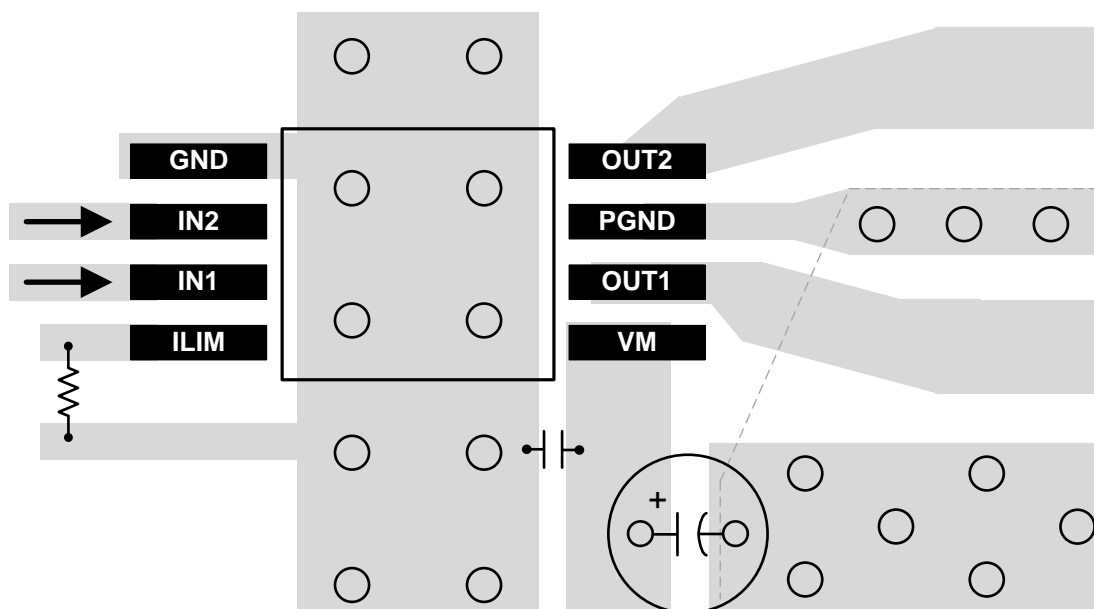 GND
OUT2
IN2
PGND
IN1
OUT1
ILIM
VM
+